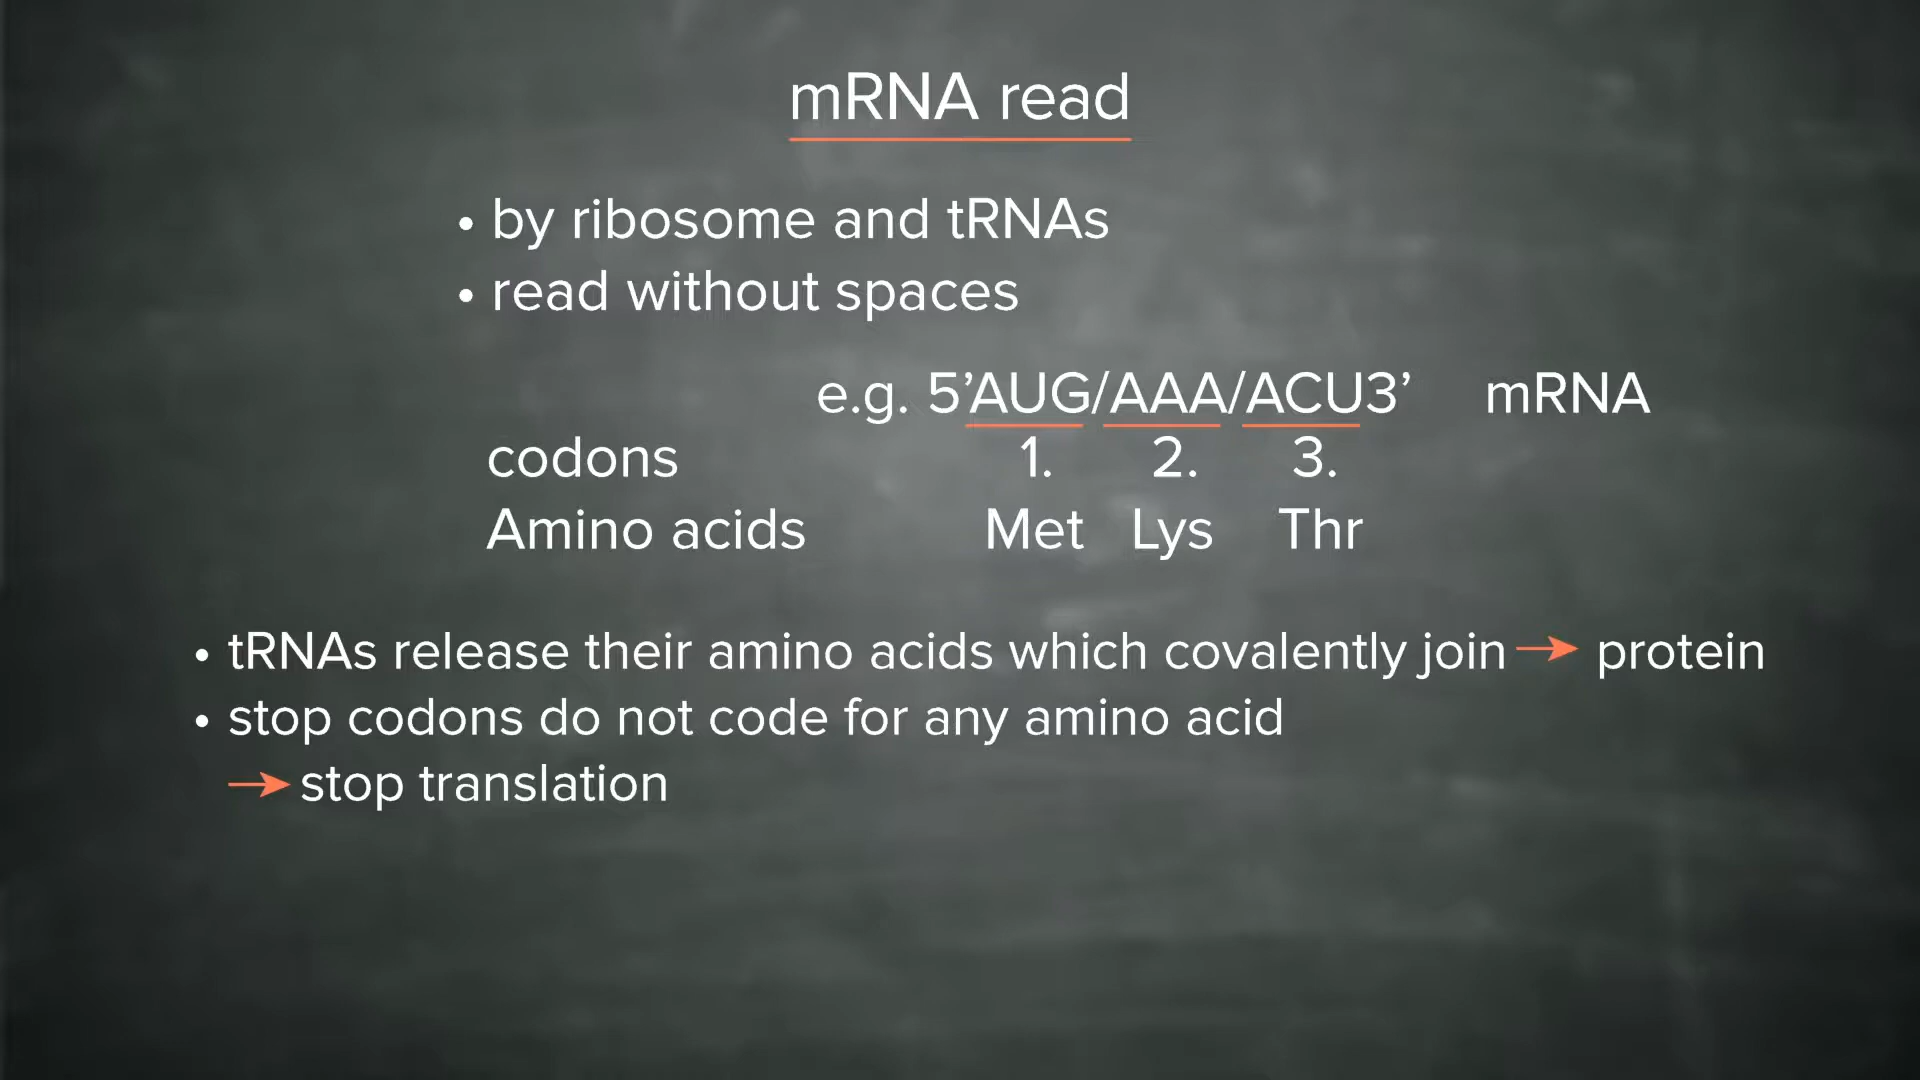 mRNA read
• by ribosome and tRNAs
• read without spaces
e.g. 5’AUG/AAA/ACU3’ mRNA
codons 1. 2. 3.
Amino acids Met Lys Thr
• tRNAs release their amino acids which covalently join → protein
• stop codons do not code for any amino acid
→ stop translation